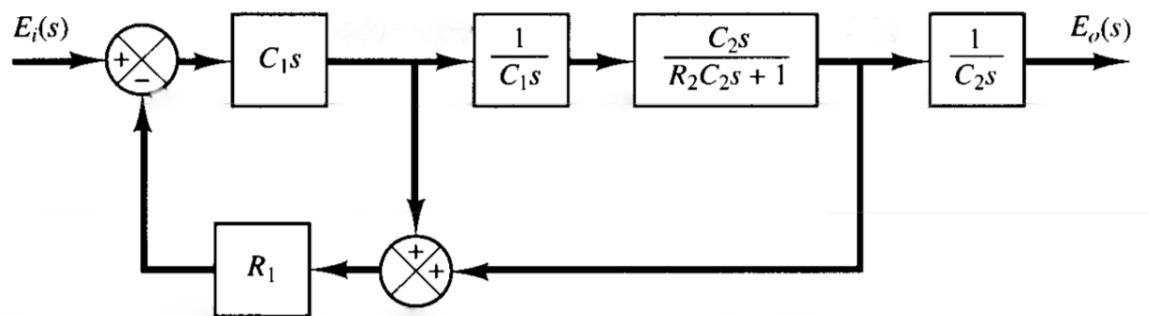 E_i(s)
+
−
C_1s
1
C_1s
C_2s
R_2C_2s + 1
1
C_2s
E_o(s)
R_1
+
+